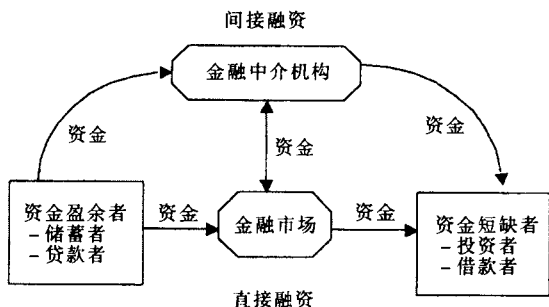 间接融资
金融中介机构
资金
资金
资金
资金盈余者
–储蓄者
–贷款者
资金
金融市场
资金
资金短缺者
–投资者
–借款者
直接融资